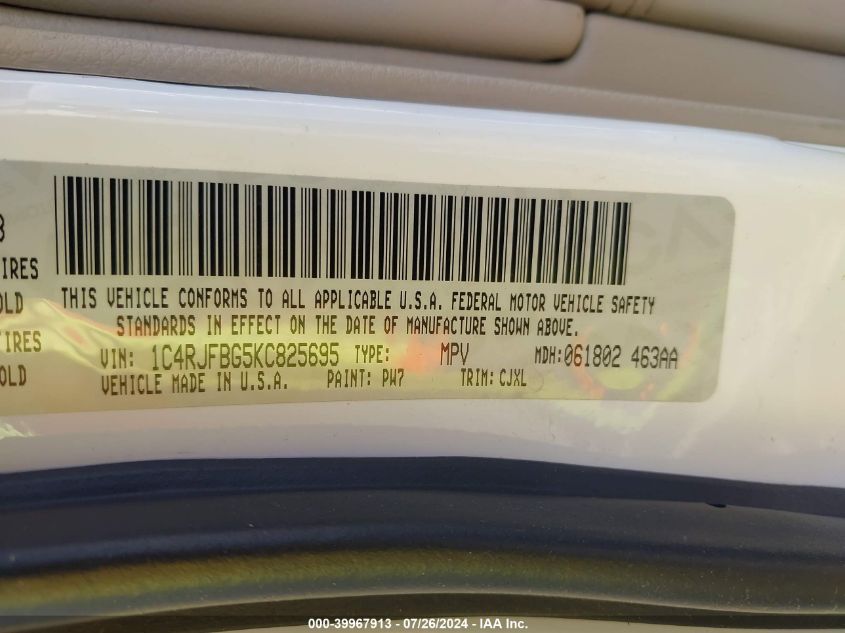 IRES
OLD
THIS VEHICLE CONFORMS TO ALL APPLICABLE U.S.A. FEDERAL MOTOR VEHICLE SAFETY
STANDARDS IN EFFECT ON THE DATE OF MANUFACTURE SHOWN ABOVE.
IRES
VIN: 1C4RJFBG5KC825695 TYPE: MPV MDH:061802 463AA
OLD
VEHICLE MADE IN U.S.A. PAINT: PW7 TRIM: CJXL
000-39967913 - 07/26/2024 - IAA Inc.